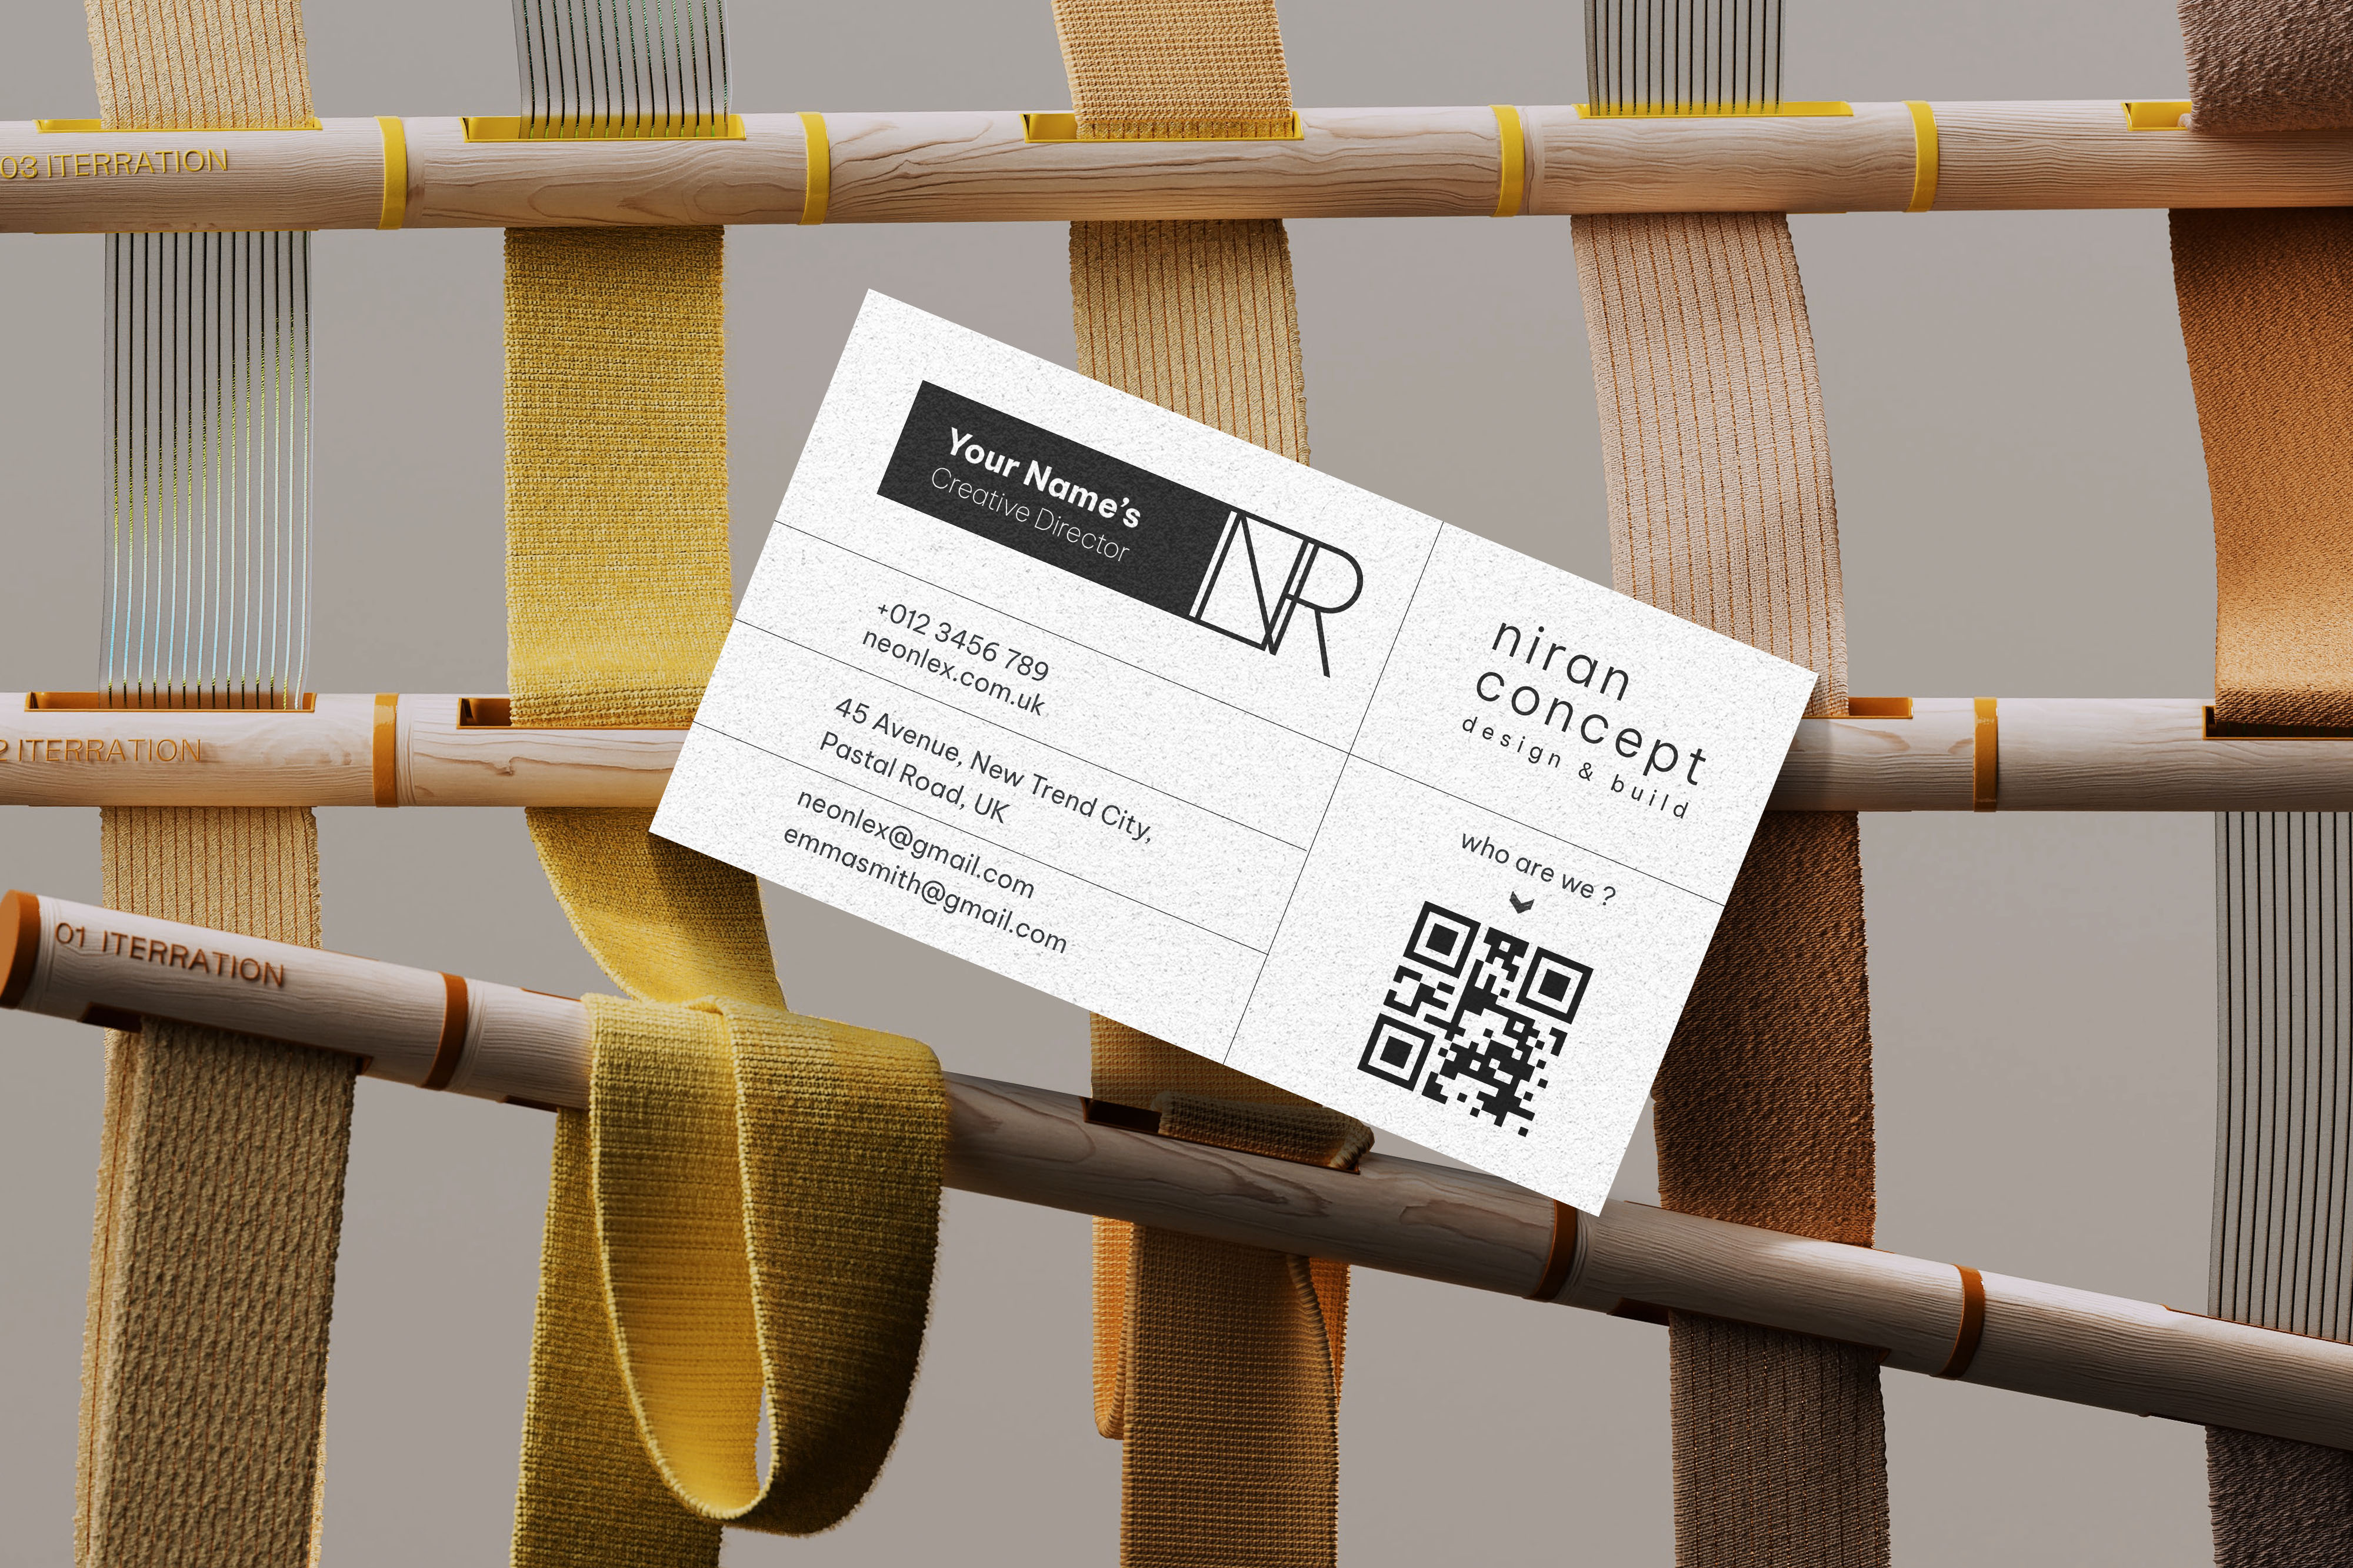 03 ITERRATION
2 ITERRATION
01 ITERRATION
Your Name's
Creative Director
NR
+012 3456 789
neonlex.com.uk
45 Avenue, New Trend City,
Pastal Road, UK
neonlex@gmail.com
emmasmith@gmail.com
niran
concept
design & build
who are we ?